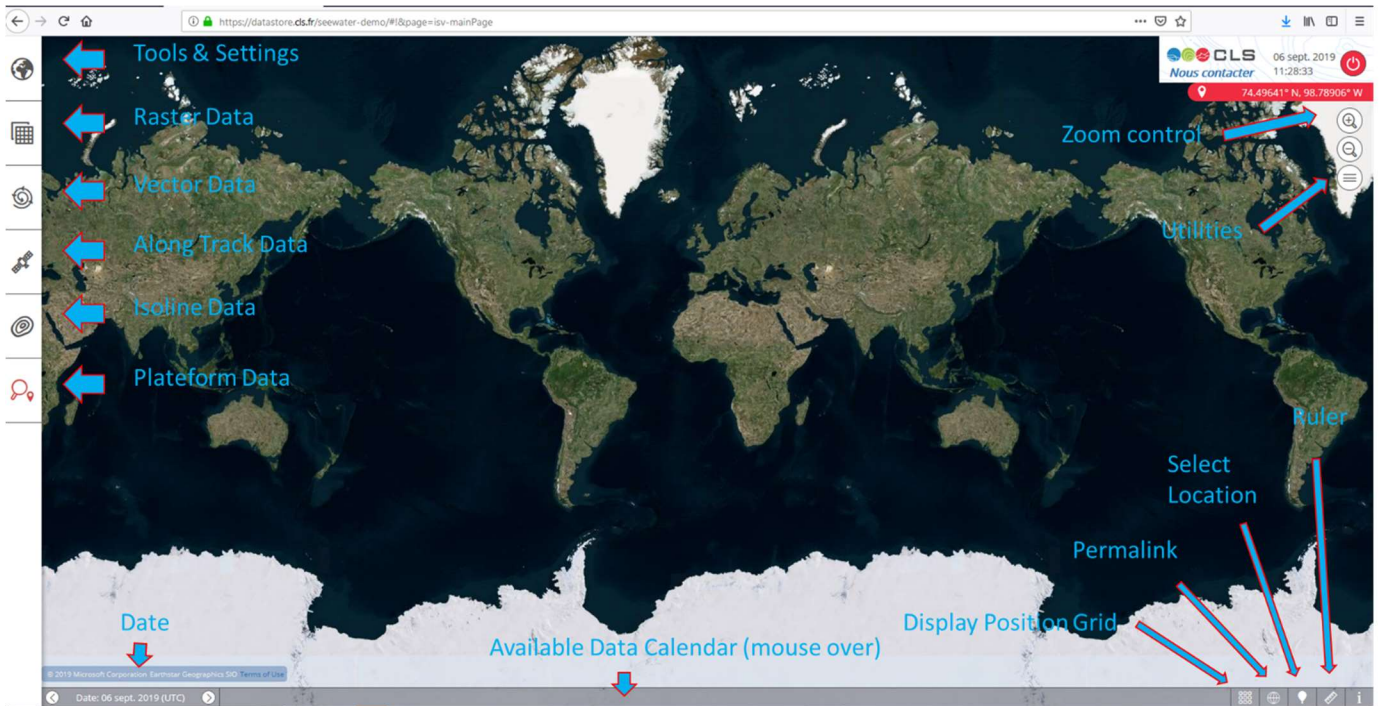 https://datastore.cls.fr/seewater-demo/#!&page=isv-mainPage
Tools & Settings
CLS
Nous contacter
06 sept. 2019
11:28:33
74.49641° N, 98.78906° W
Raster Data
Zoom control
Vector Data
Utilities
Along Track Data
Isoline Data
Plateform Data
Ruler
Select
Location
Permalink
Date
Display Position Grid
Available Data Calendar (mouse over)
© 2019 Microsoft Corporation Earthstar Geographics SIO Terms of Use
Date: 06 sept. 2019 (UTC)
i